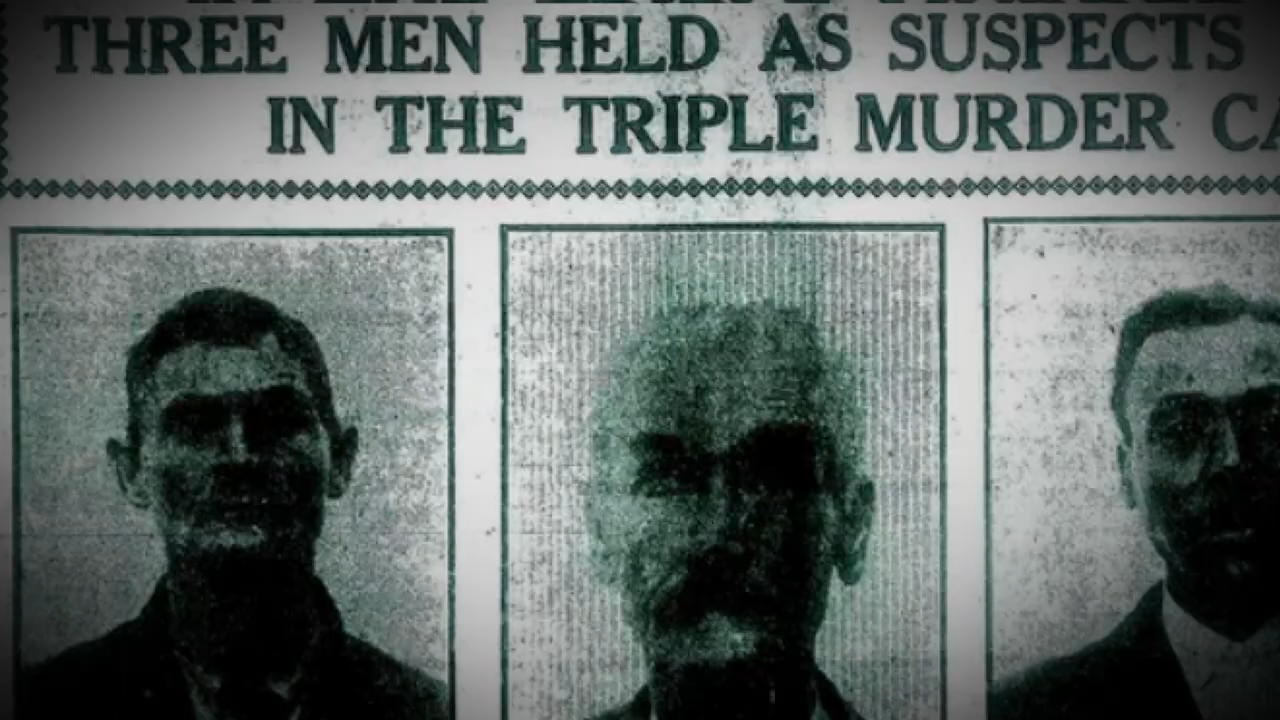 THREE MEN HELD AS SUSPECTS
IN THE TRIPLE MURDER